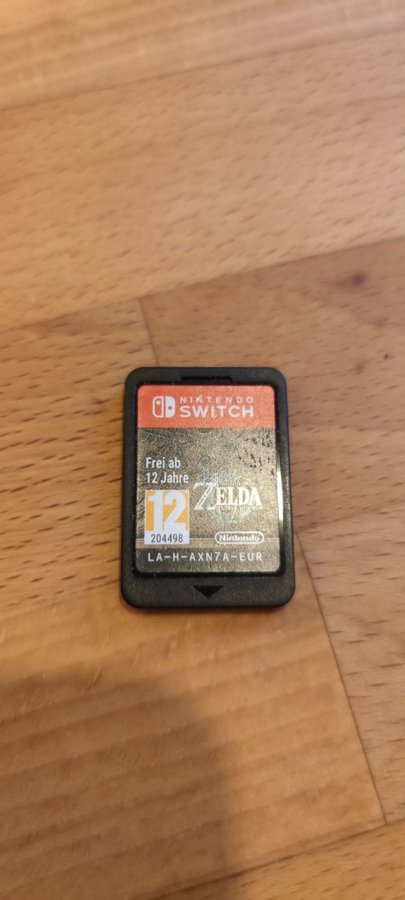 NINTENDO
SWITCH
Frei ab
12 Jahre
12
204498
ZELDA
Nintendo
LA-H-AXN7A-EUR